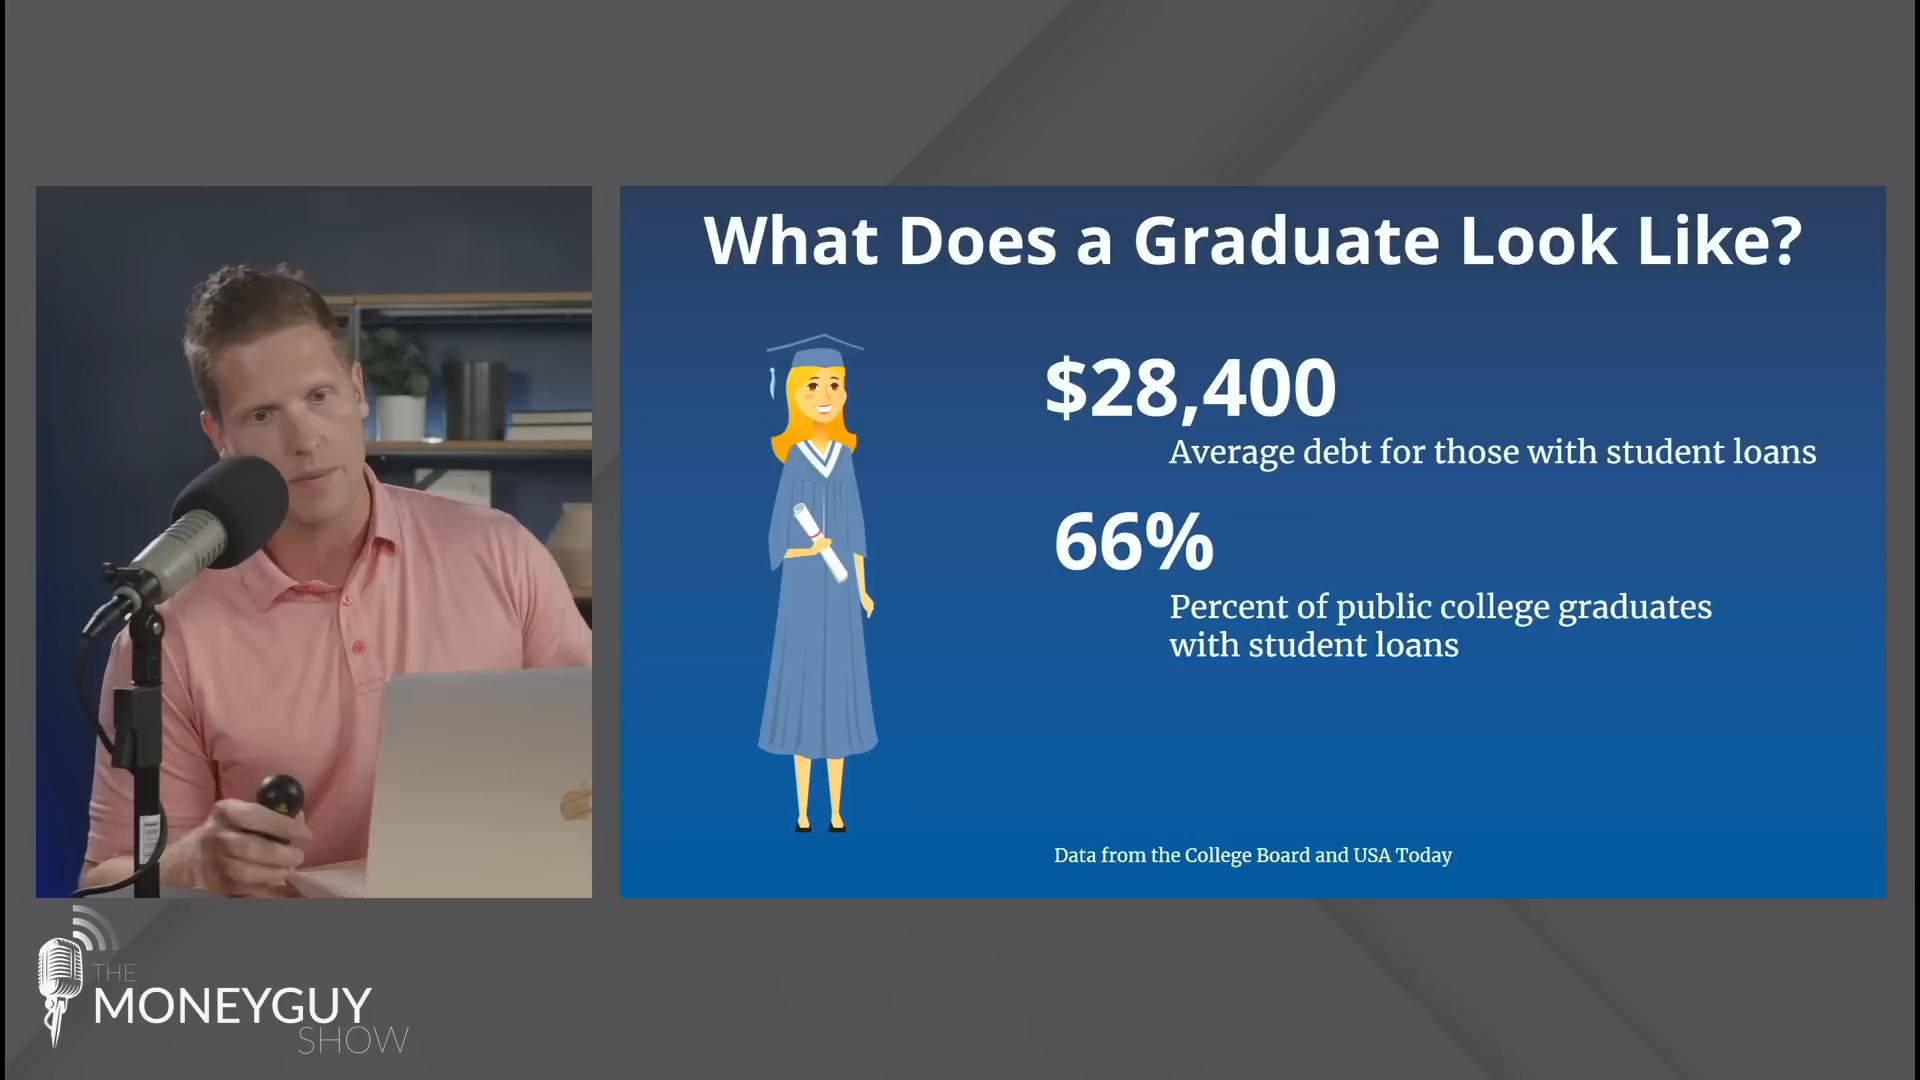 What Does a Graduate Look Like?
$28,400
Average debt for those with student loans
66%
Percent of public college graduates
with student loans
Data from the College Board and USA Today
THE
MONEYGUY
SHOW